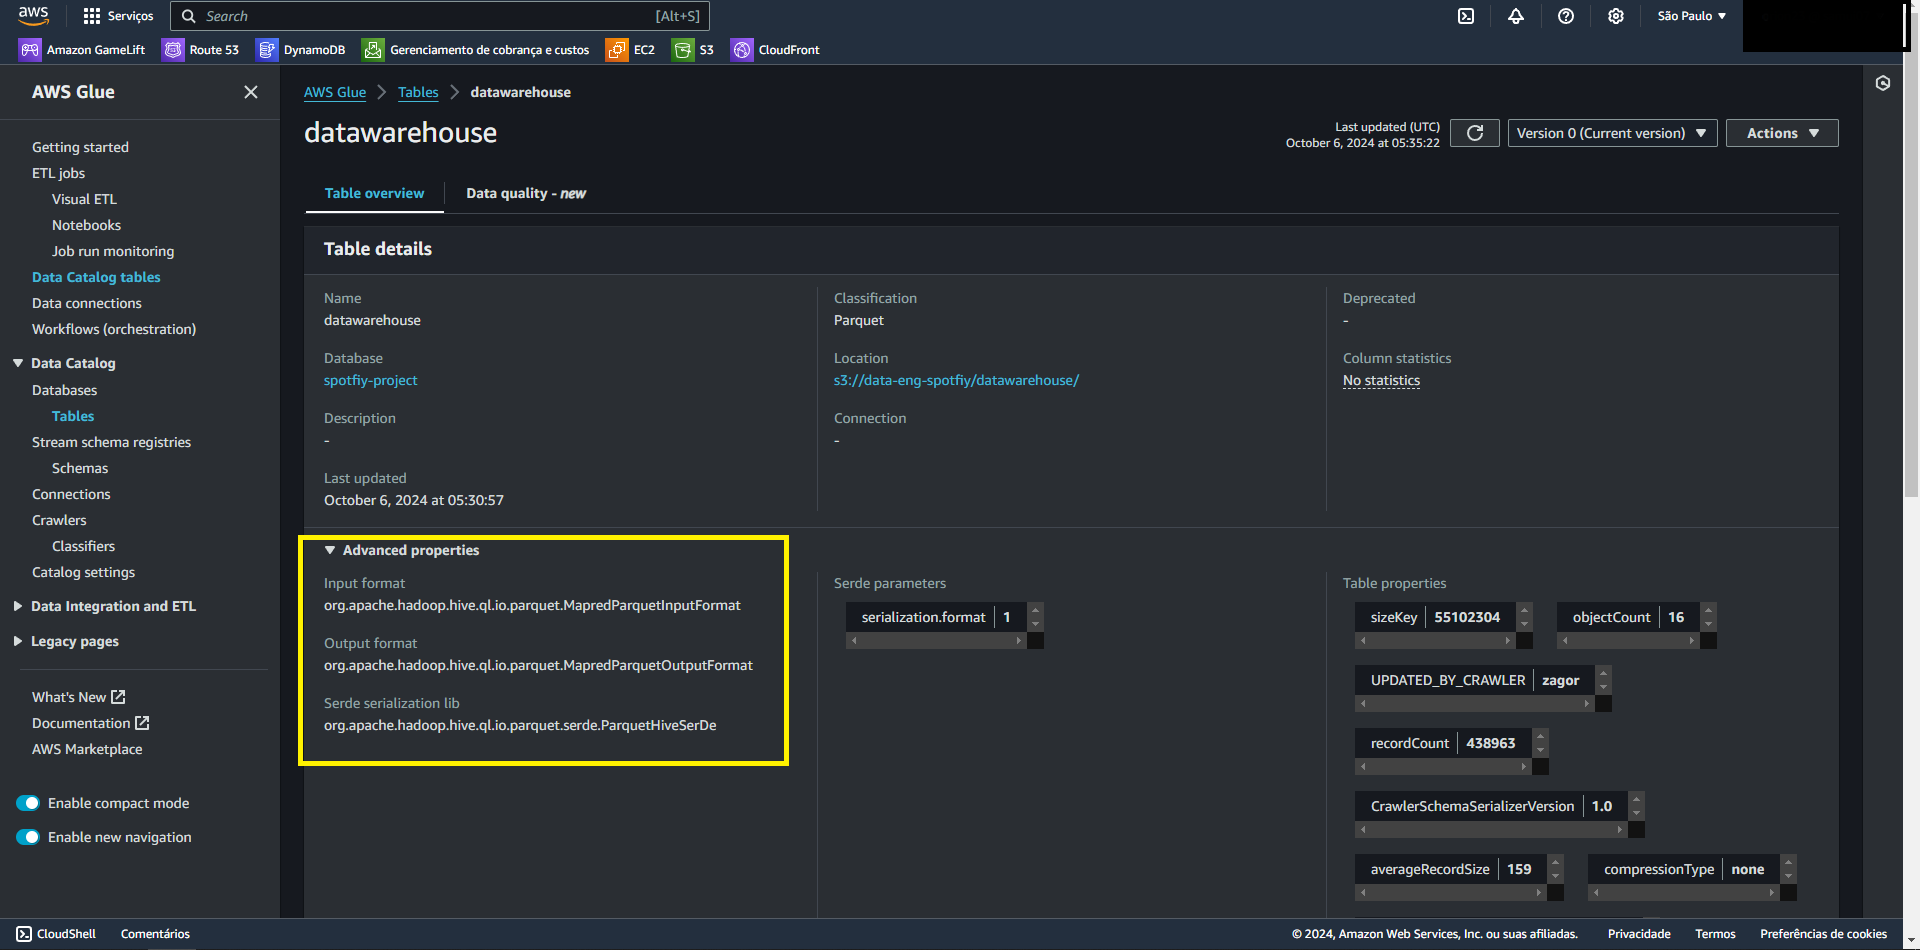 aws
Serviços
Search
[Alt+S]
São Paulo
Amazon GameLift
Route 53
DynamoDB
Gerenciamento de cobrança e custos
EC2
S3
CloudFront
AWS Glue
Getting started
ETL jobs
Visual ETL
Notebooks
Job run monitoring
Data Catalog tables
Data connections
Workflows (orchestration)
Data Catalog
Databases
Tables
Stream schema registries
Schemas
Connections
Crawlers
Classifiers
Catalog settings
Data Integration and ETL
Legacy pages
What's New
Documentation
AWS Marketplace
Enable compact mode
Enable new navigation
AWS Glue
Tables
datawarehouse
datawarehouse
Last updated (UTC)
October 6, 2024 at 05:35:22
Version 0 (Current version)
Actions
Table overview
Data quality - new
Table details
Name
datawarehouse
Database
spotfiy-project
Description
-
Last updated
October 6, 2024 at 05:30:57
Classification
Parquet
Location
s3://data-eng-spotfiy/datawarehouse/
Connection
-
Deprecated
-
Column statistics
No statistics
Advanced properties
Input format
org.apache.hadoop.hive.ql.io.parquet.MapredParquetInputFormat
Output format
org.apache.hadoop.hive.ql.io.parquet.MapredParquetOutputFormat
Serde serialization lib
org.apache.hadoop.hive.ql.io.parquet.serde.ParquetHiveSerDe
Serde parameters
serialization.format 1
Table properties
sizeKey 55102304
objectCount 16
UPDATED_BY_CRAWLER zagor
recordCount 438963
CrawlerSchemaSerializerVersion 1.0
averageRecordSize 159
compressionType none
CloudShell
Comentários
© 2024, Amazon Web Services, Inc. ou suas afiliadas.
Privacidade
Termos
Preferências de cookies